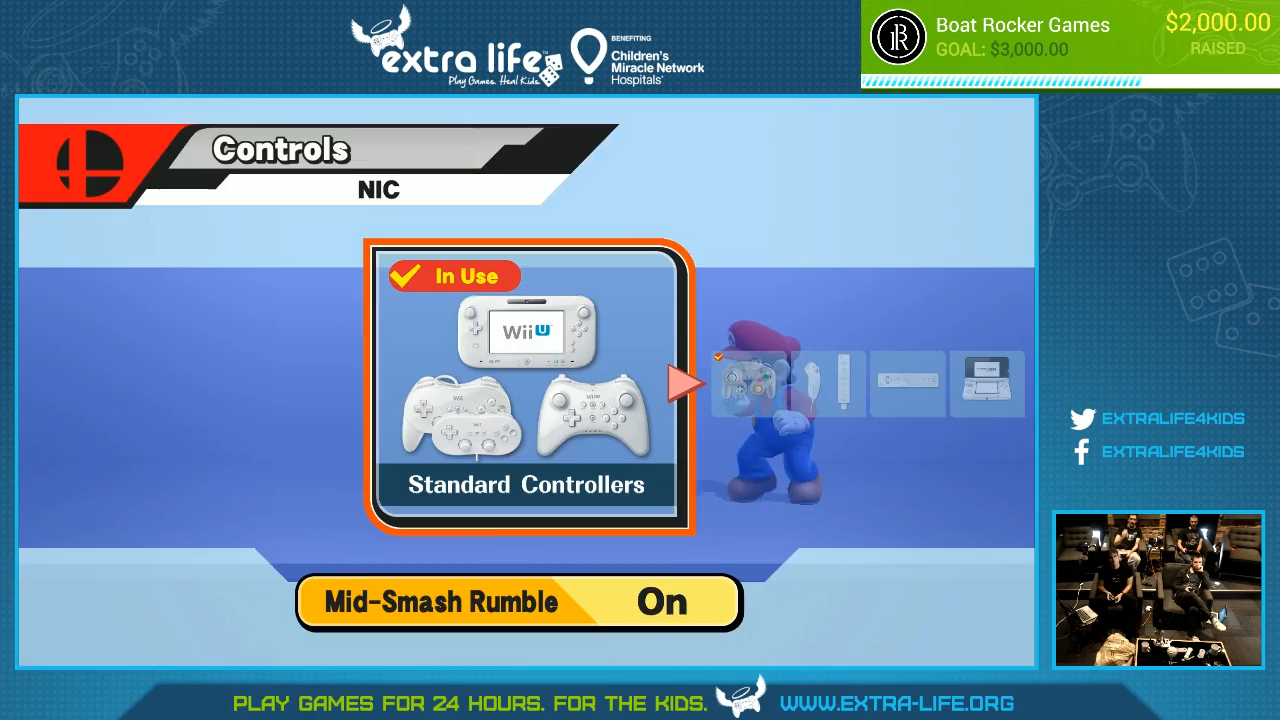 extra life
Play Games. Heal Kids.
BENEFITING
Children's
Miracle Network
Hospitals
Boat Rocker Games
GOAL: $3,000.00
$2,000.00
RAISED
Controls
NIC
In Use
Wii U
Standard Controllers
Mid-Smash Rumble On
EXTRALIFE4KIDS
EXTRALIFE4KIDS
PLAY GAMES FOR 24 HOURS. FOR THE KIDS.
WWW.EXTRA-LIFE.ORG